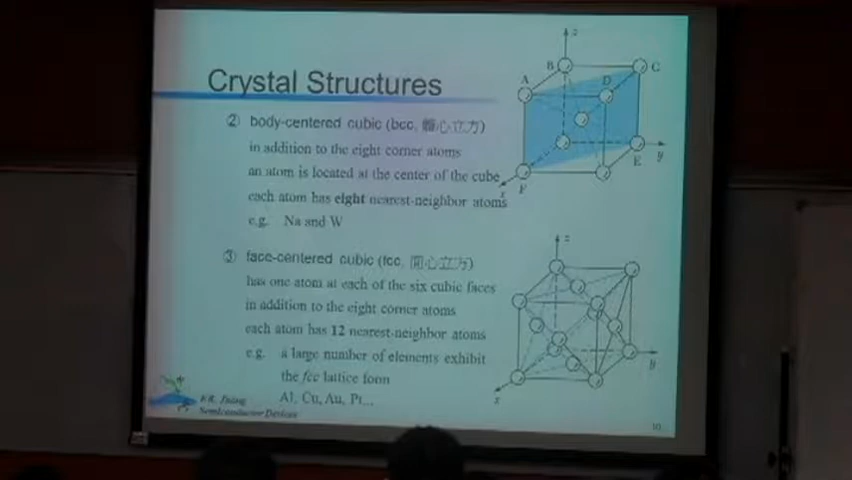 Crystal Structures
② body-centered cubic (bcc, 體心立方)
in addition to the eight corner atoms
an atom is located at the center of the cube
each atom has eight nearest-neighbor atoms
e.g. Na and W
③ face-centered cubic (fcc, 面心立方)
has one atom at each of the six cubic faces
in addition to the eight corner atoms
each atom has 12 nearest-neighbor atoms
e.g. a large number of elements exhibit
the fcc lattice form
Al, Cu, Au, Pt...
Semiconductor Devices
10
z
B
C
A
D
y
E
x
F
z
y
x